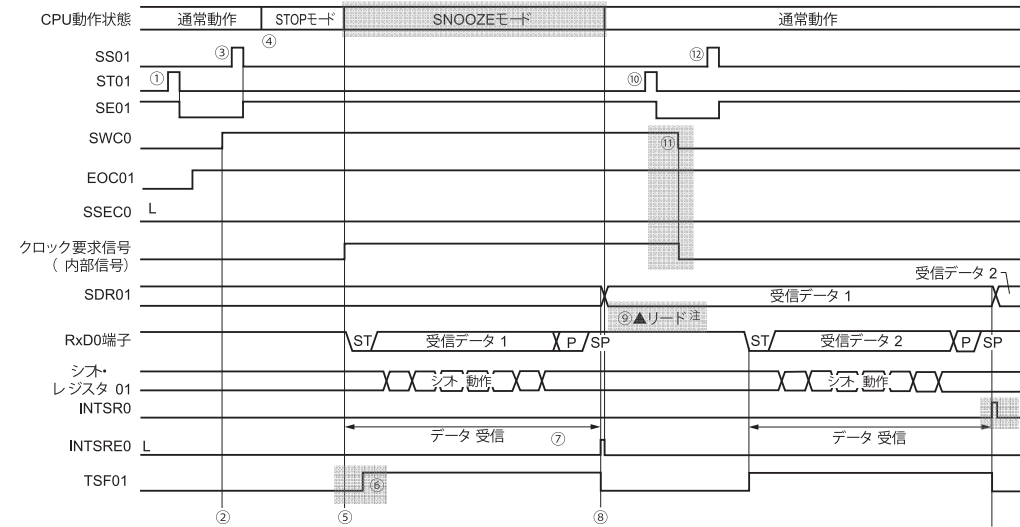 CPU動作状態 通常動作 STOPモード SNOOZEモード 通常動作
④
SS01 ③ ⑫
ST01 ① ⑩
SE01
SWC0 ⑪
EOC01
SSEC0 L
クロック要求信号
( 内部信号)
受信データ 2
SDR01 受信データ 1
⑨▲リード注
RxD0端子 ST 受信データ 1 P SP ST 受信データ 2 P SP
シフト・
レジスタ 01 シフト 動作 シフト 動作
INTSR0
データ 受信 ⑦ データ 受信
INTSRE0 L
TSF01 ⑥
② ⑤ ⑧